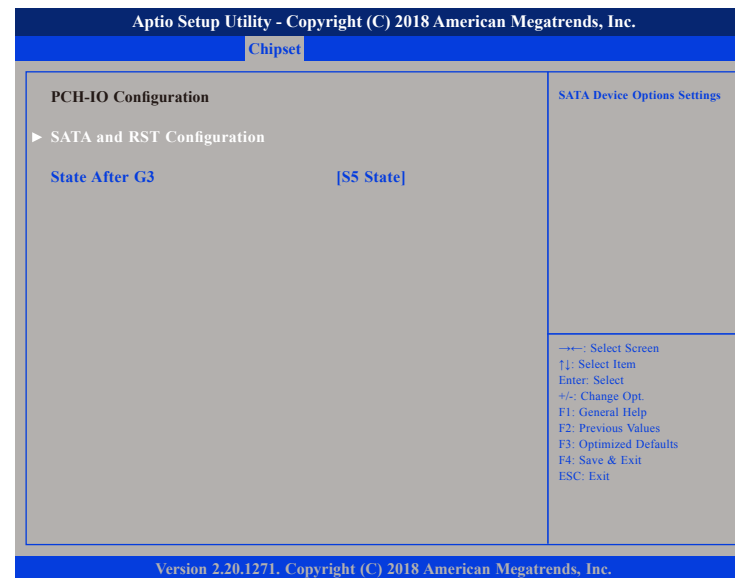 Aptio Setup Utility - Copyright (C) 2018 American Megatrends, Inc.
Chipset
PCH-IO Configuration
► SATA and RST Configuration
State After G3 [S5 State]
SATA Device Options Settings
→←: Select Screen
↑↓: Select Item
Enter: Select
+/-: Change Opt.
F1: General Help
F2: Previous Values
F3: Optimized Defaults
F4: Save & Exit
ESC: Exit
Version 2.20.1271. Copyright (C) 2018 American Megatrends, Inc.